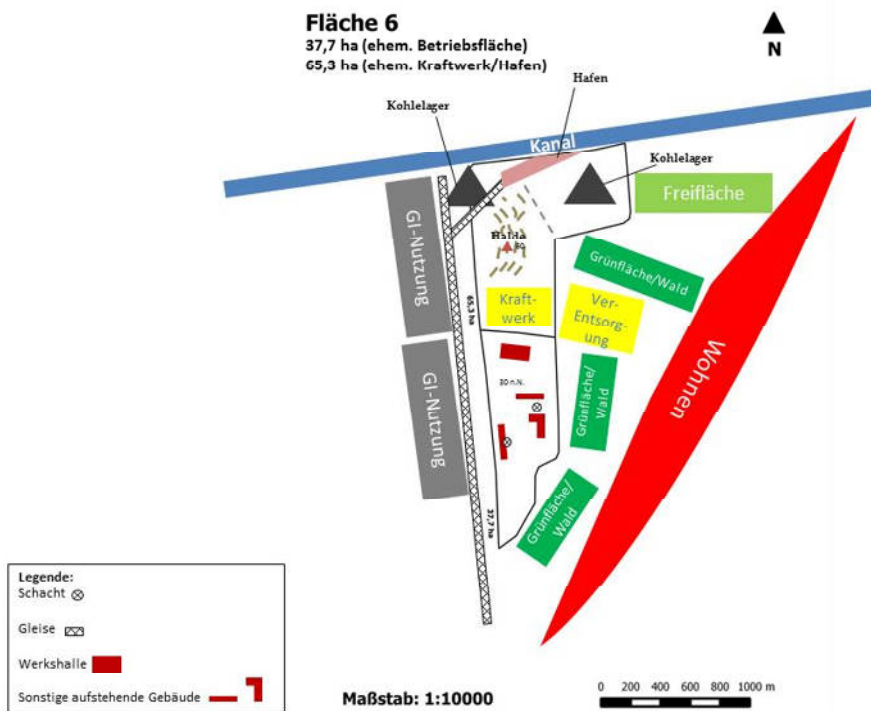 Fläche 6
37,7 ha (ehem. Betriebsfläche)
65,3 ha (ehem. Kraftwerk/Hafen)
N
Hafen
Kohlelager
Kanal
Kohlelager
GI-Nutzung
Freifläche
Halde
60
Grünfläche/Wald
65,3 ha
Kraft-
werk
Ver-
Entsorg-
ung
Wohnen
GI-Nutzung
Grünfläche/
Wald
37,7 ha
Grünfläche/
Wald
Legende:
Schacht
Gleise
Werkshalle
Sonstige aufstehende Gebäude
Maßstab: 1:10000
0 200 400 600 800 1000 m